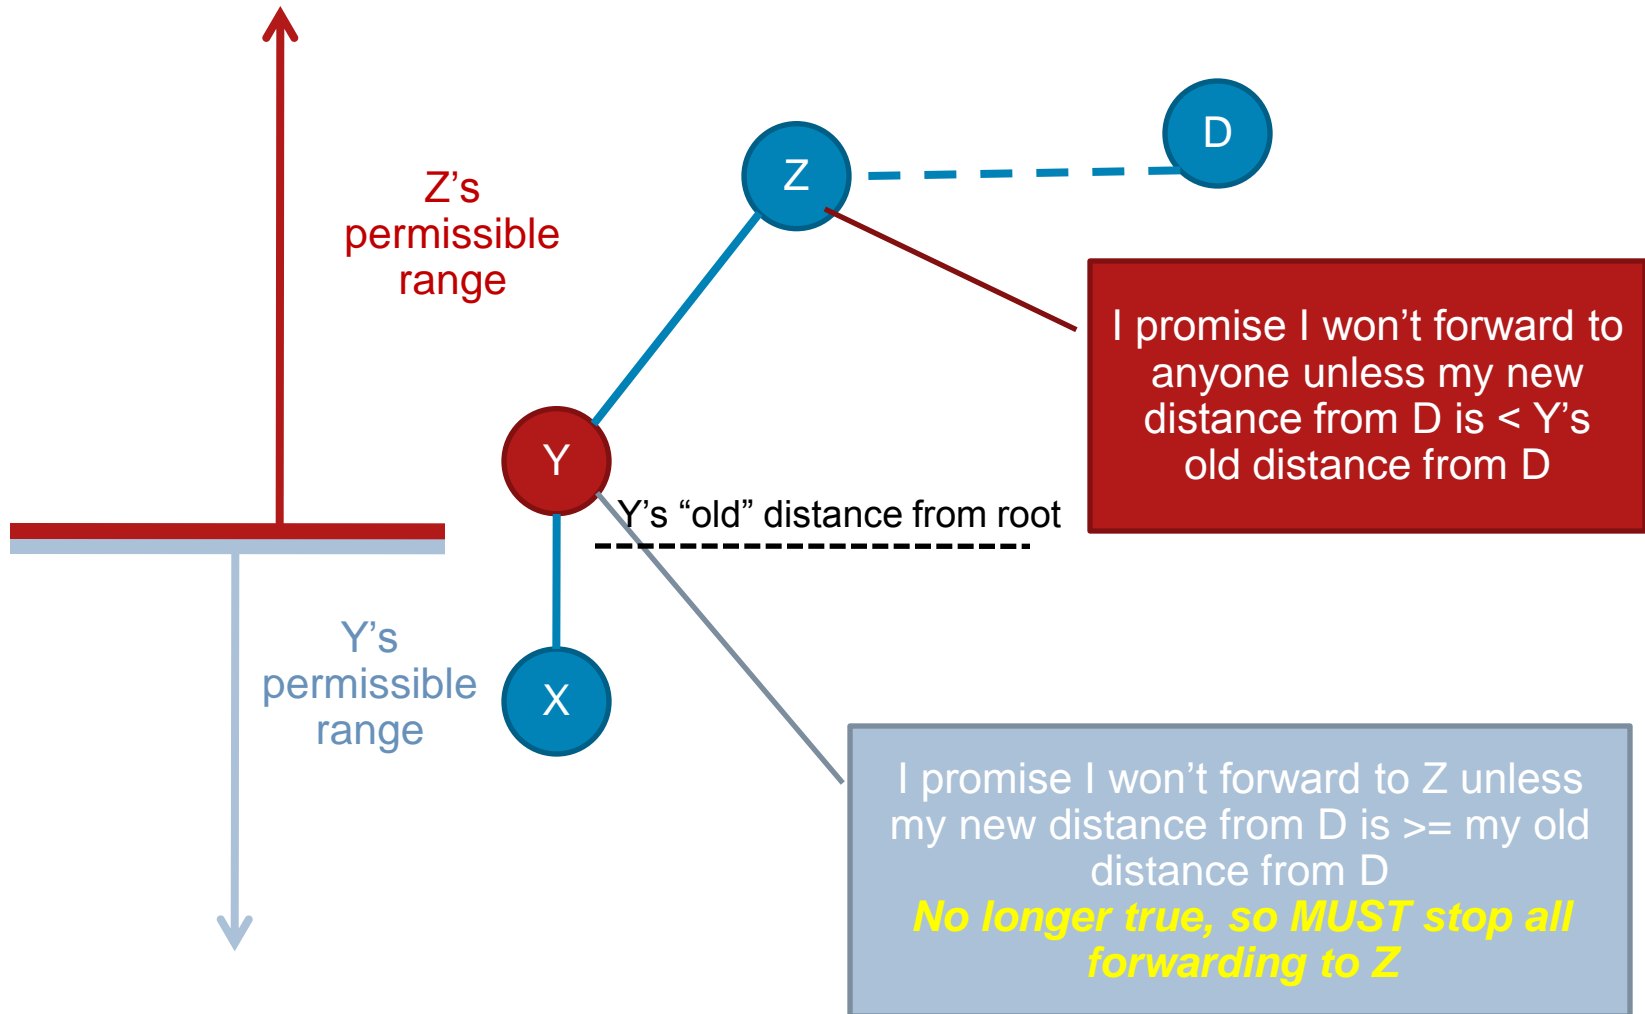 D
Z
Z’s
permissible
range
I promise I won’t forward to
anyone unless my new
distance from D is < Y’s
old distance from D
Y
Y’s “old” distance from root
Y’s
permissible
range
X
I promise I won’t forward to Z unless
my new distance from D is >= my old
distance from D
No longer true, so MUST stop all
forwarding to Z